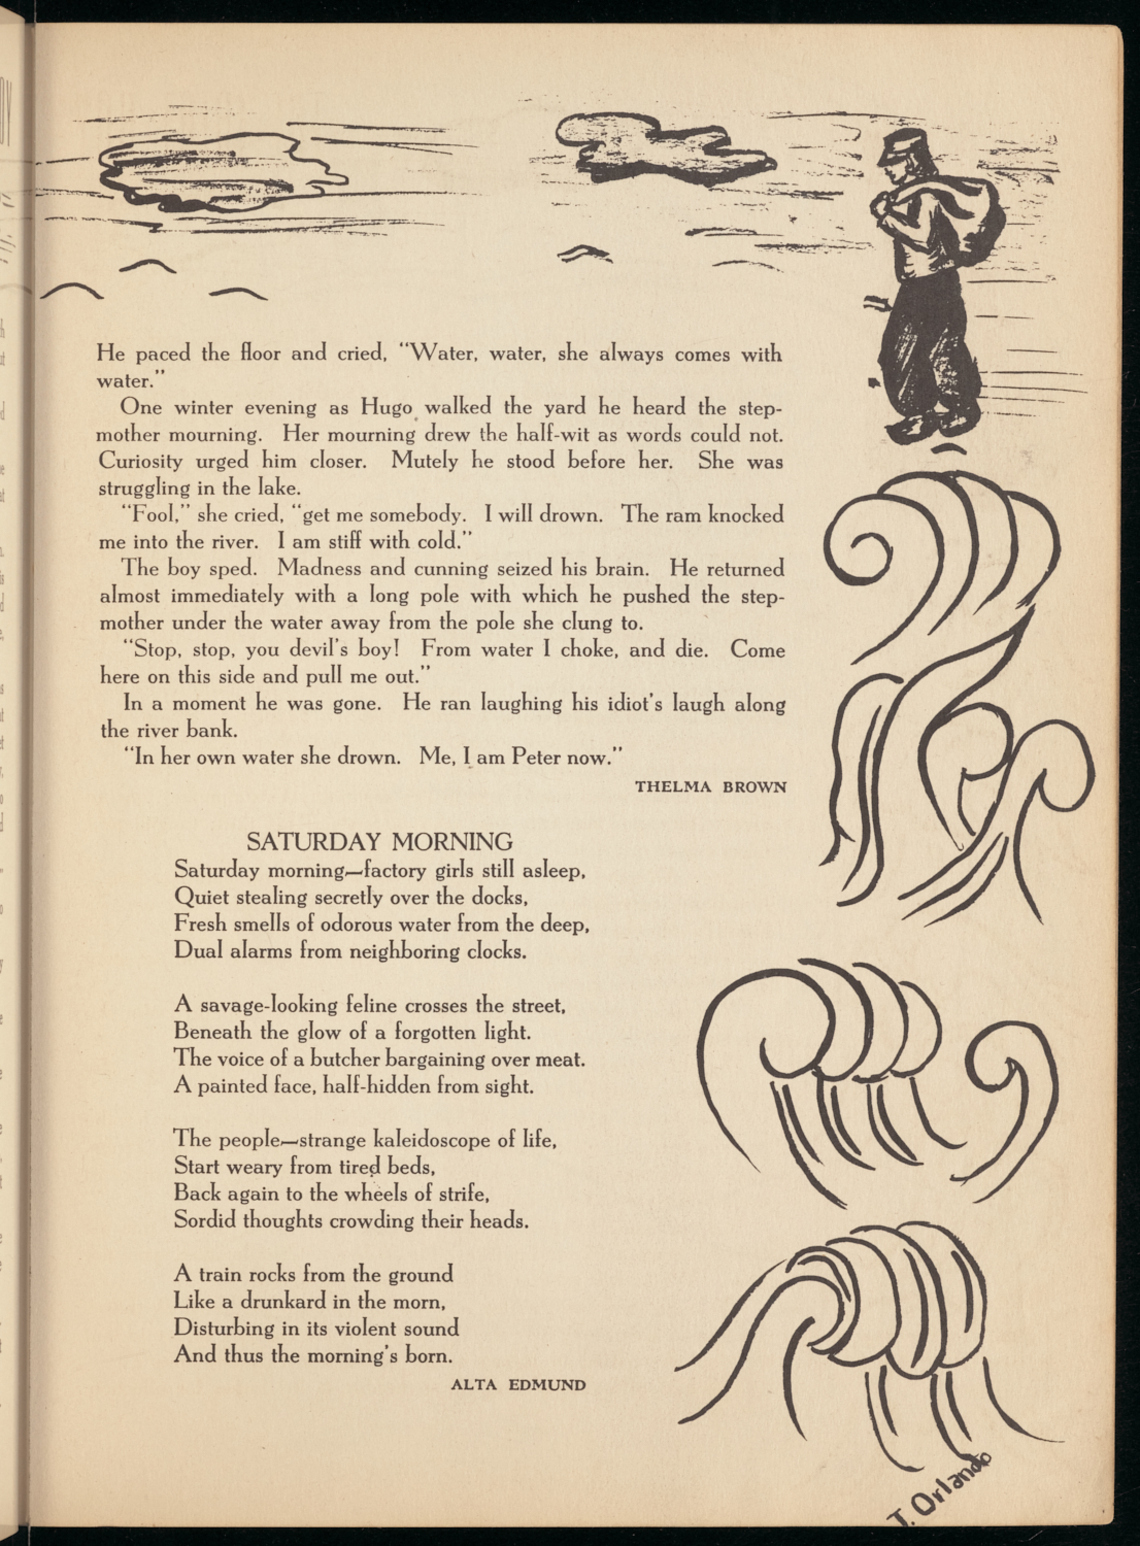 He paced the floor and cried, “Water, water, she always comes with
water.”
One winter evening as Hugo walked the yard he heard the step-
mother mourning. Her mourning drew the half-wit as words could not.
Curiosity urged him closer. Mutely he stood before her. She was
struggling in the lake.
“Fool,” she cried, “get me somebody. I will drown. The ram knocked
me into the river. I am stiff with cold.”
The boy sped. Madness and cunning seized his brain. He returned
almost immediately with a long pole with which he pushed the step-
mother under the water away from the pole she clung to.
“Stop, stop, you devil’s boy! From water I choke, and die. Come
here on this side and pull me out.”
In a moment he was gone. He ran laughing his idiot’s laugh along
the river bank.
“In her own water she drown. Me, I am Peter now.”
THELMA BROWN
SATURDAY MORNING
Saturday morning—factory girls still asleep,
Quiet stealing secretly over the docks,
Fresh smells of odorous water from the deep,
Dual alarms from neighboring clocks.
A savage-looking feline crosses the street,
Beneath the glow of a forgotten light.
The voice of a butcher bargaining over meat.
A painted face, half-hidden from sight.
The people—strange kaleidoscope of life,
Start weary from tired beds,
Back again to the wheels of strife,
Sordid thoughts crowding their heads.
A train rocks from the ground
Like a drunkard in the morn,
Disturbing in its violent sound
And thus the morning’s born.
ALTA EDMUND
J. Orlando